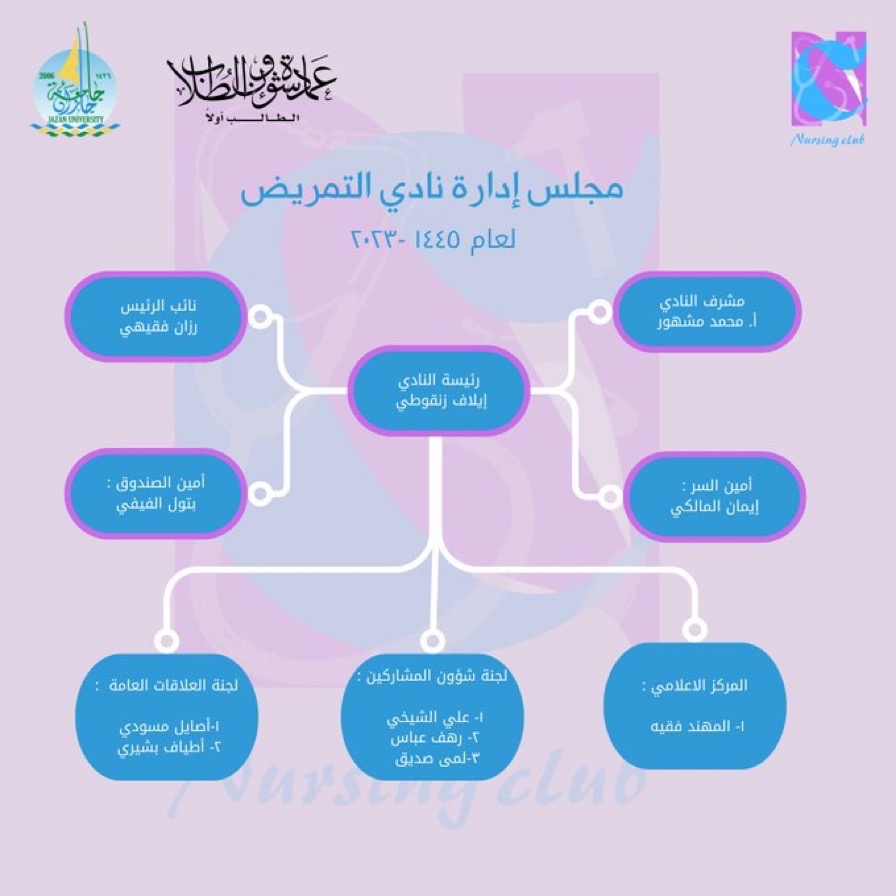 2006
١٤٢٦
جامعة جازان
JAZAN UNIVERSITY
عمادة شؤون الطلاب
الطالب أولاً
Nursing club
مجلس إدارة نادي التمريض
لعام ١٤٤٥ -٢٠٢٣
مشرف النادي
أ. محمد مشهور
نائب الرئيس
رزان فقيهي
رئيسة النادي
إيلاف زنقوطي
أمين السر :
إيمان المالكي
أمين الصندوق :
بتول الفيفي
المركز الاعلامي :
١- المهند فقيه
لجنة شؤون المشاركين :
١- علي الشيخي
٢- رهف عباس
٣-لمى صديق
لجنة العلاقات العامة :
١-أصايل مسودي
٢- أطياف بشيري
Nursing club